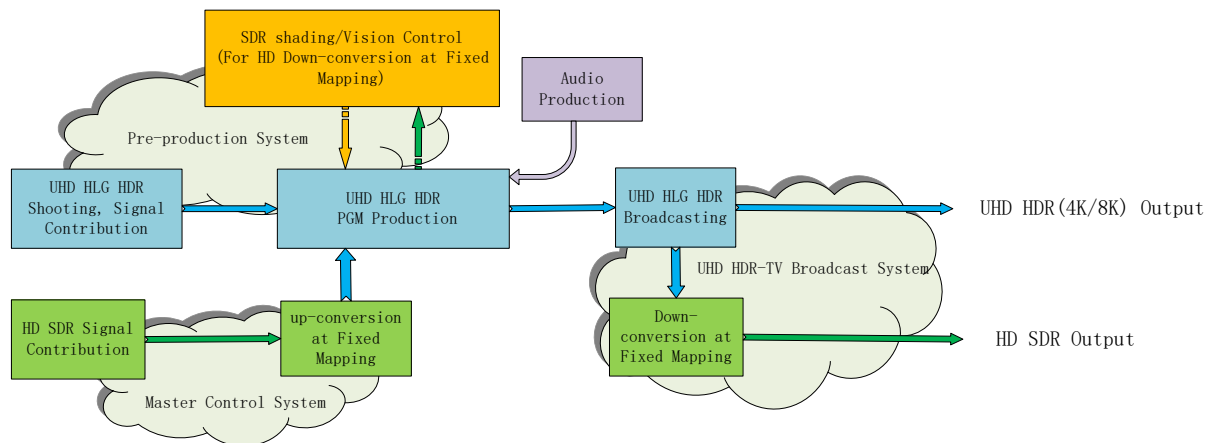 SDR shading/Vision Control
(For HD Down-conversion at Fixed
Mapping)
Audio
Production
Pre-production System
UHD HLG HDR
Shooting, Signal
Contribution
UHD HLG HDR
PGM Production
UHD HLG HDR
Broadcasting
UHD HDR(4K/8K) Output
UHD HDR-TV Broadcast System
HD SDR Signal
Contribution
up-conversion
at Fixed
Mapping
Down-
conversion at
Fixed Mapping
HD SDR Output
Master Control System